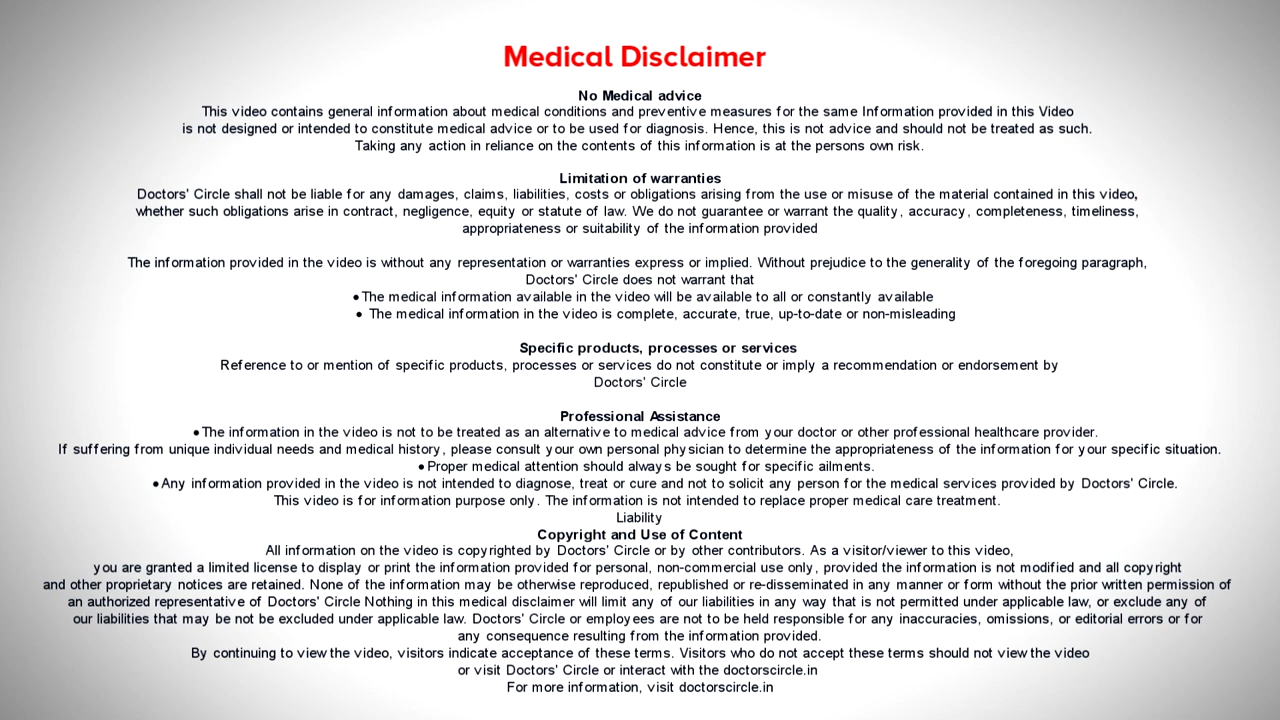 Medical Disclaimer
No Medical advice
This video contains general information about medical conditions and preventive measures for the same Information provided in this Video
is not designed or intended to constitute medical advice or to be used for diagnosis. Hence, this is not advice and should not be treated as such.
Taking any action in reliance on the contents of this information is at the persons own risk.
Limitation of warranties
Doctors' Circle shall not be liable for any damages, claims, liabilities, costs or obligations arising from the use or misuse of the material contained in this video,
whether such obligations arise in contract, negligence, equity or statute of law. We do not guarantee or warrant the quality, accuracy, completeness, timeliness,
appropriateness or suitability of the information provided
The information provided in the video is without any representation or warranties express or implied. Without prejudice to the generality of the foregoing paragraph,
Doctors' Circle does not warrant that
• The medical information available in the video will be available to all or constantly available
• The medical information in the video is complete, accurate, true, up-to-date or non-misleading
Specific products, processes or services
Reference to or mention of specific products, processes or services do not constitute or imply a recommendation or endorsement by
Doctors' Circle
Professional Assistance
• The information in the video is not to be treated as an alternative to medical advice from your doctor or other professional healthcare provider.
If suffering from unique individual needs and medical history, please consult your own personal physician to determine the appropriateness of the information for your specific situation.
• Proper medical attention should always be sought for specific ailments.
• Any information provided in the video is not intended to diagnose, treat or cure and not to solicit any person for the medical services provided by Doctors' Circle.
This video is for information purpose only. The information is not intended to replace proper medical care treatment.
Liability
Copyright and Use of Content
All information on the video is copyrighted by Doctors' Circle or by other contributors. As a visitor/viewer to this video,
you are granted a limited license to display or print the information provided for personal, non-commercial use only, provided the information is not modified and all copyright
and other proprietary notices are retained. None of the information may be otherwise reproduced, republished or re-disseminated in any manner or form without the prior written permission of
an authorized representative of Doctors' Circle Nothing in this medical disclaimer will limit any of our liabilities in any way that is not permitted under applicable law, or exclude any of
our liabilities that may be not be excluded under applicable law. Doctors' Circle or employees are not to be held responsible for any inaccuracies, omissions, or editorial errors or for
any consequence resulting from the information provided.
By continuing to view the video, visitors indicate acceptance of these terms. Visitors who do not accept these terms should not view the video
or visit Doctors' Circle or interact with the doctorscircle.in
For more information, visit doctorscircle.in